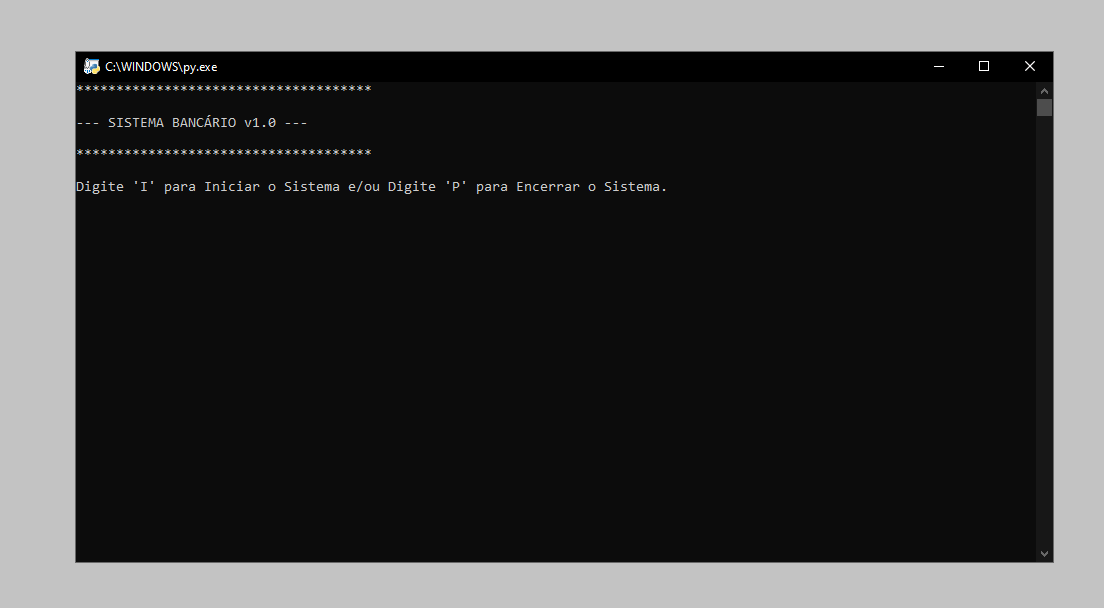 C:\WINDOWS\py.exe
*************************************
--- SISTEMA BANCÁRIO v1.0 ---
*************************************
Digite 'I' para Iniciar o Sistema e/ou Digite 'P' para Encerrar o Sistema.